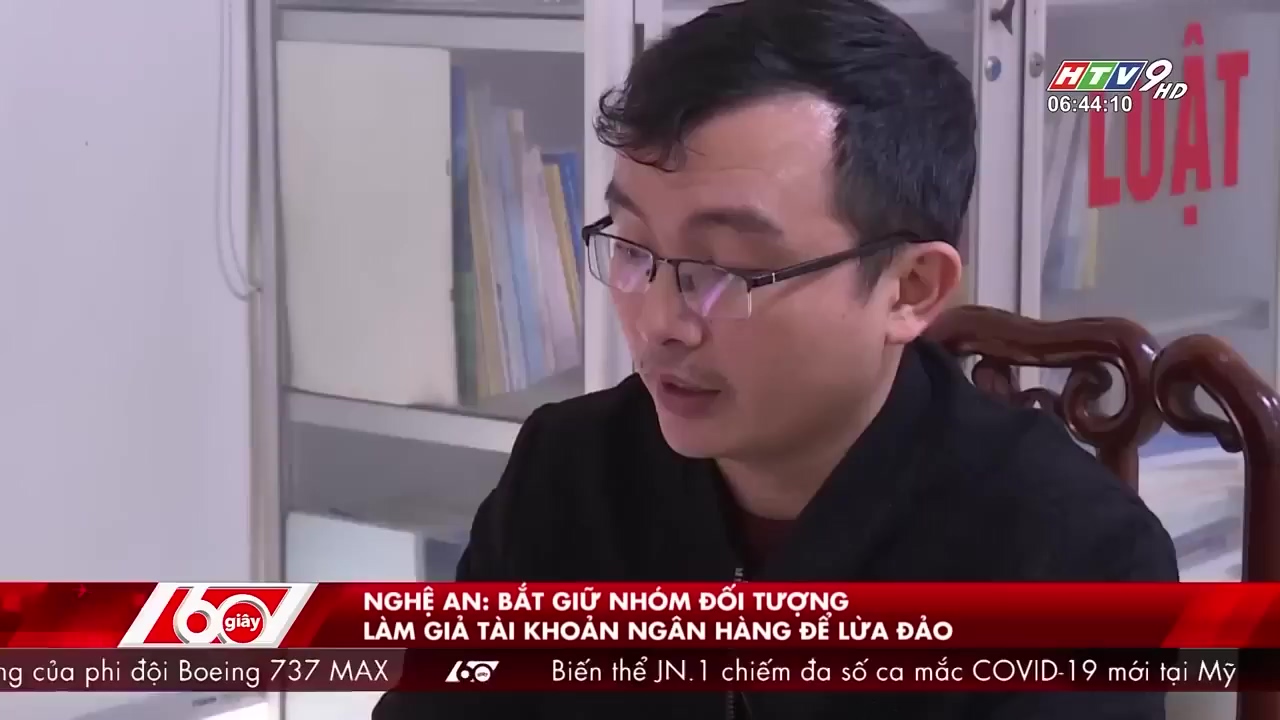 HTV9 HD
06:44:10
LUẬT
60 giây
NGHỆ AN: BẮT GIỮ NHÓM ĐỐI TƯỢNG
LÀM GIẢ TÀI KHOẢN NGÂN HÀNG ĐỂ LỪA ĐẢO
ng của phi đội Boeing 737 MAX 60 giây Biến thể JN.1 chiếm đa số ca mắc COVID-19 mới tại Mỹ